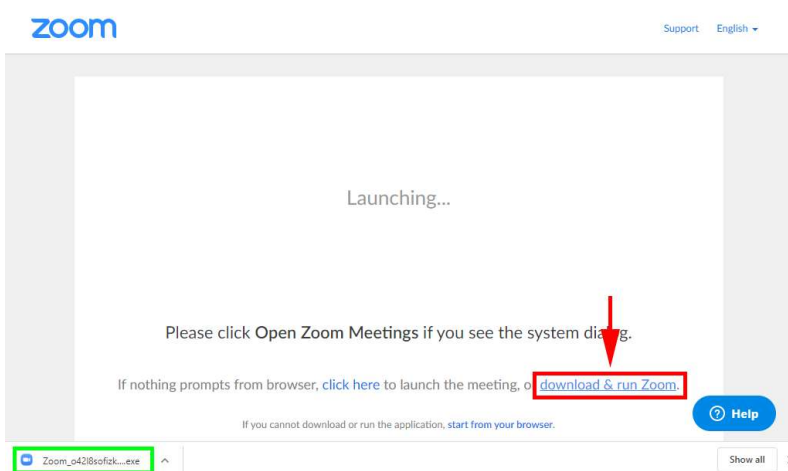 zoom
Support English
Launching...
Please click Open Zoom Meetings if you see the system dialog.
If nothing prompts from browser, click here to launch the meeting, o download & run Zoom.
If you cannot download or run the application, start from your browser.
Help
Zoom_o42l8sofizk....exe
Show all